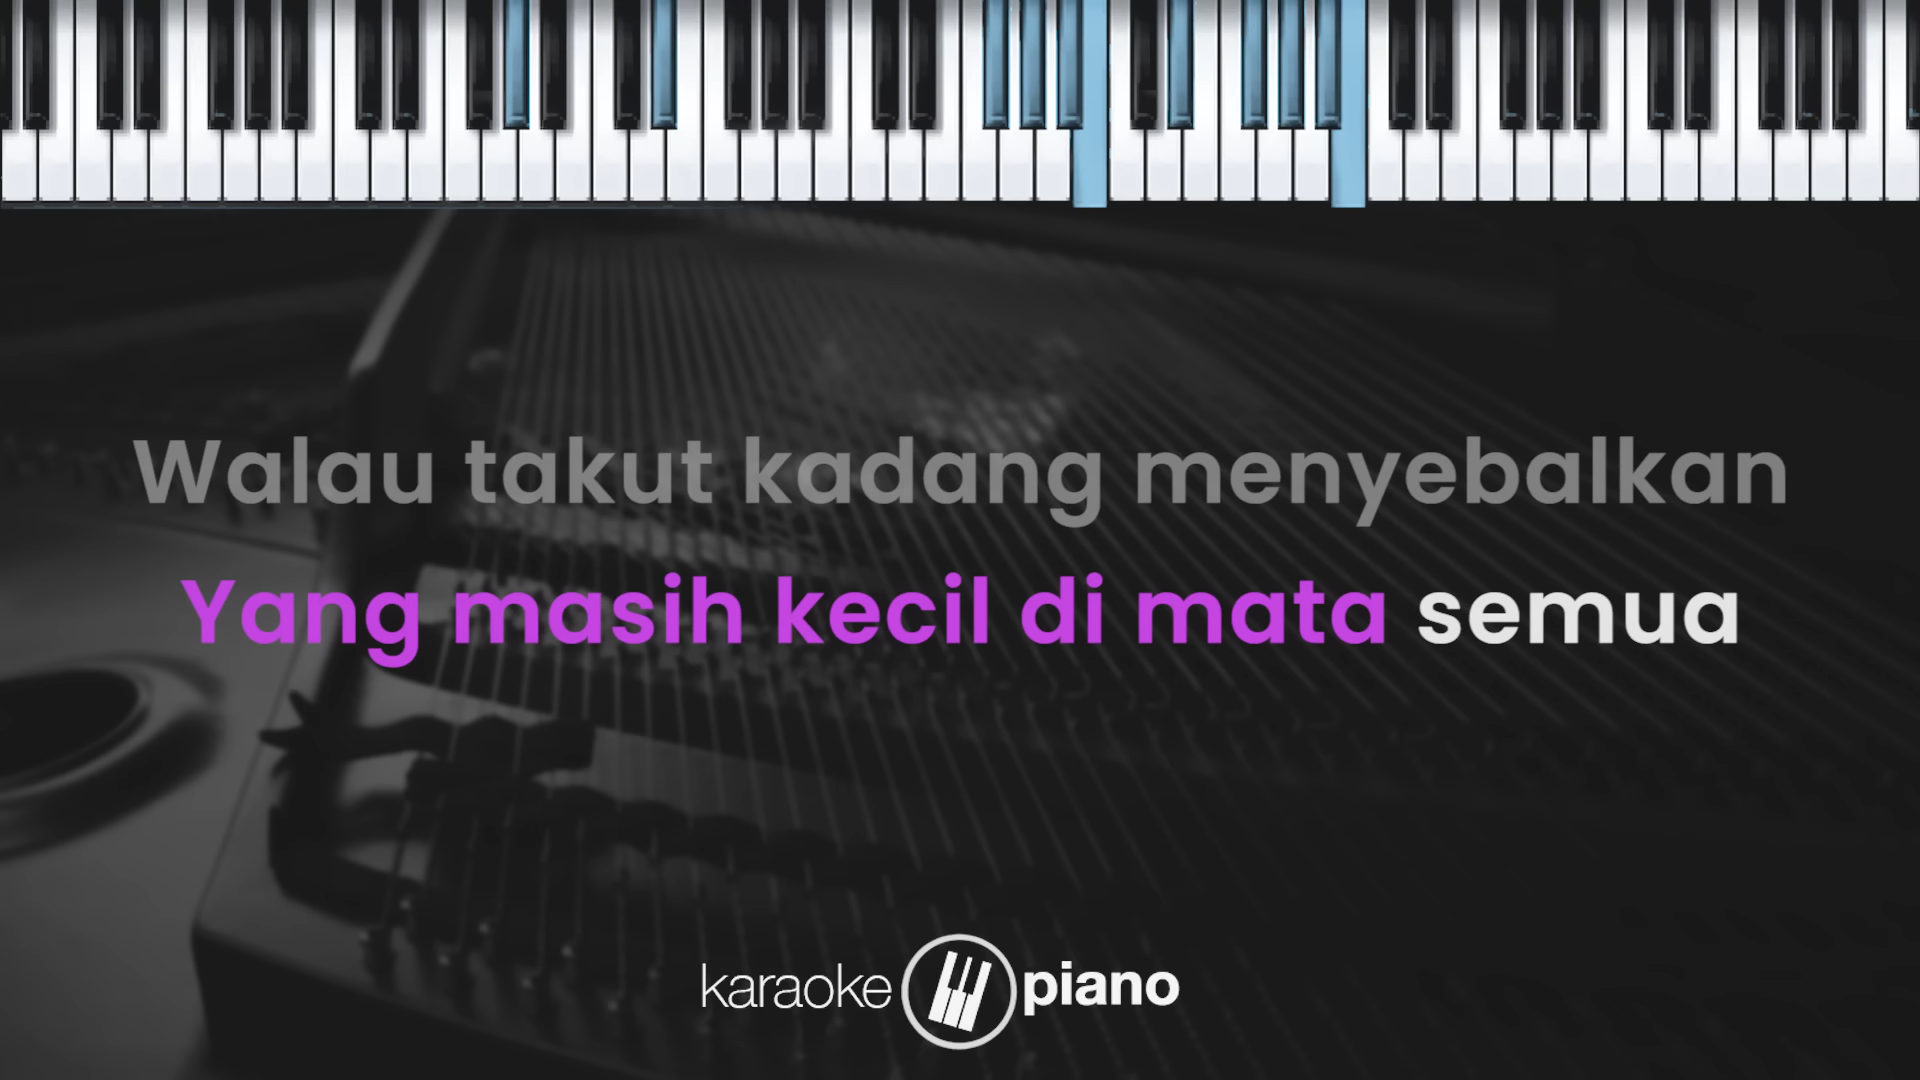 Walau takut kadang menyebalkan
Yang masih kecil di mata semua
karaoke piano